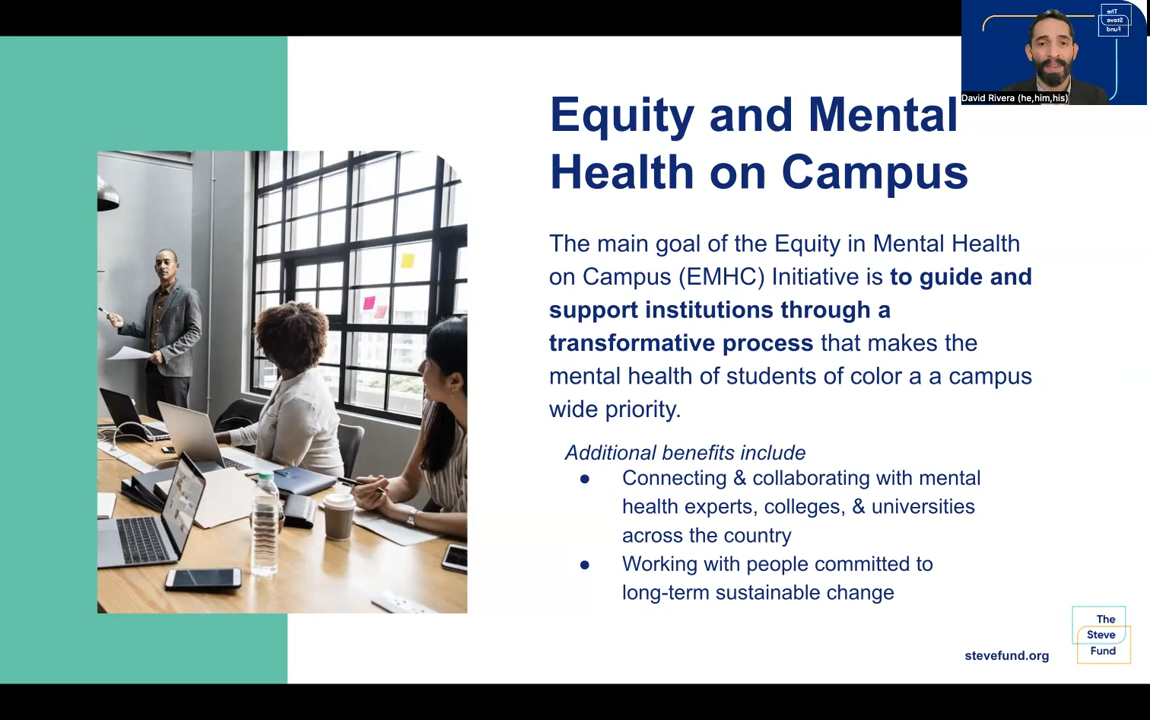 The
Steve
Fund
David Rivera (he,him,his)
Equity and Mental
Health on Campus
The main goal of the Equity in Mental Health
on Campus (EMHC) Initiative is to guide and
support institutions through a
transformative process that makes the
mental health of students of color a a campus
wide priority.
Additional benefits include
● Connecting & collaborating with mental
health experts, colleges, & universities
across the country
● Working with people committed to
long-term sustainable change
stevefund.org
The
Steve
Fund